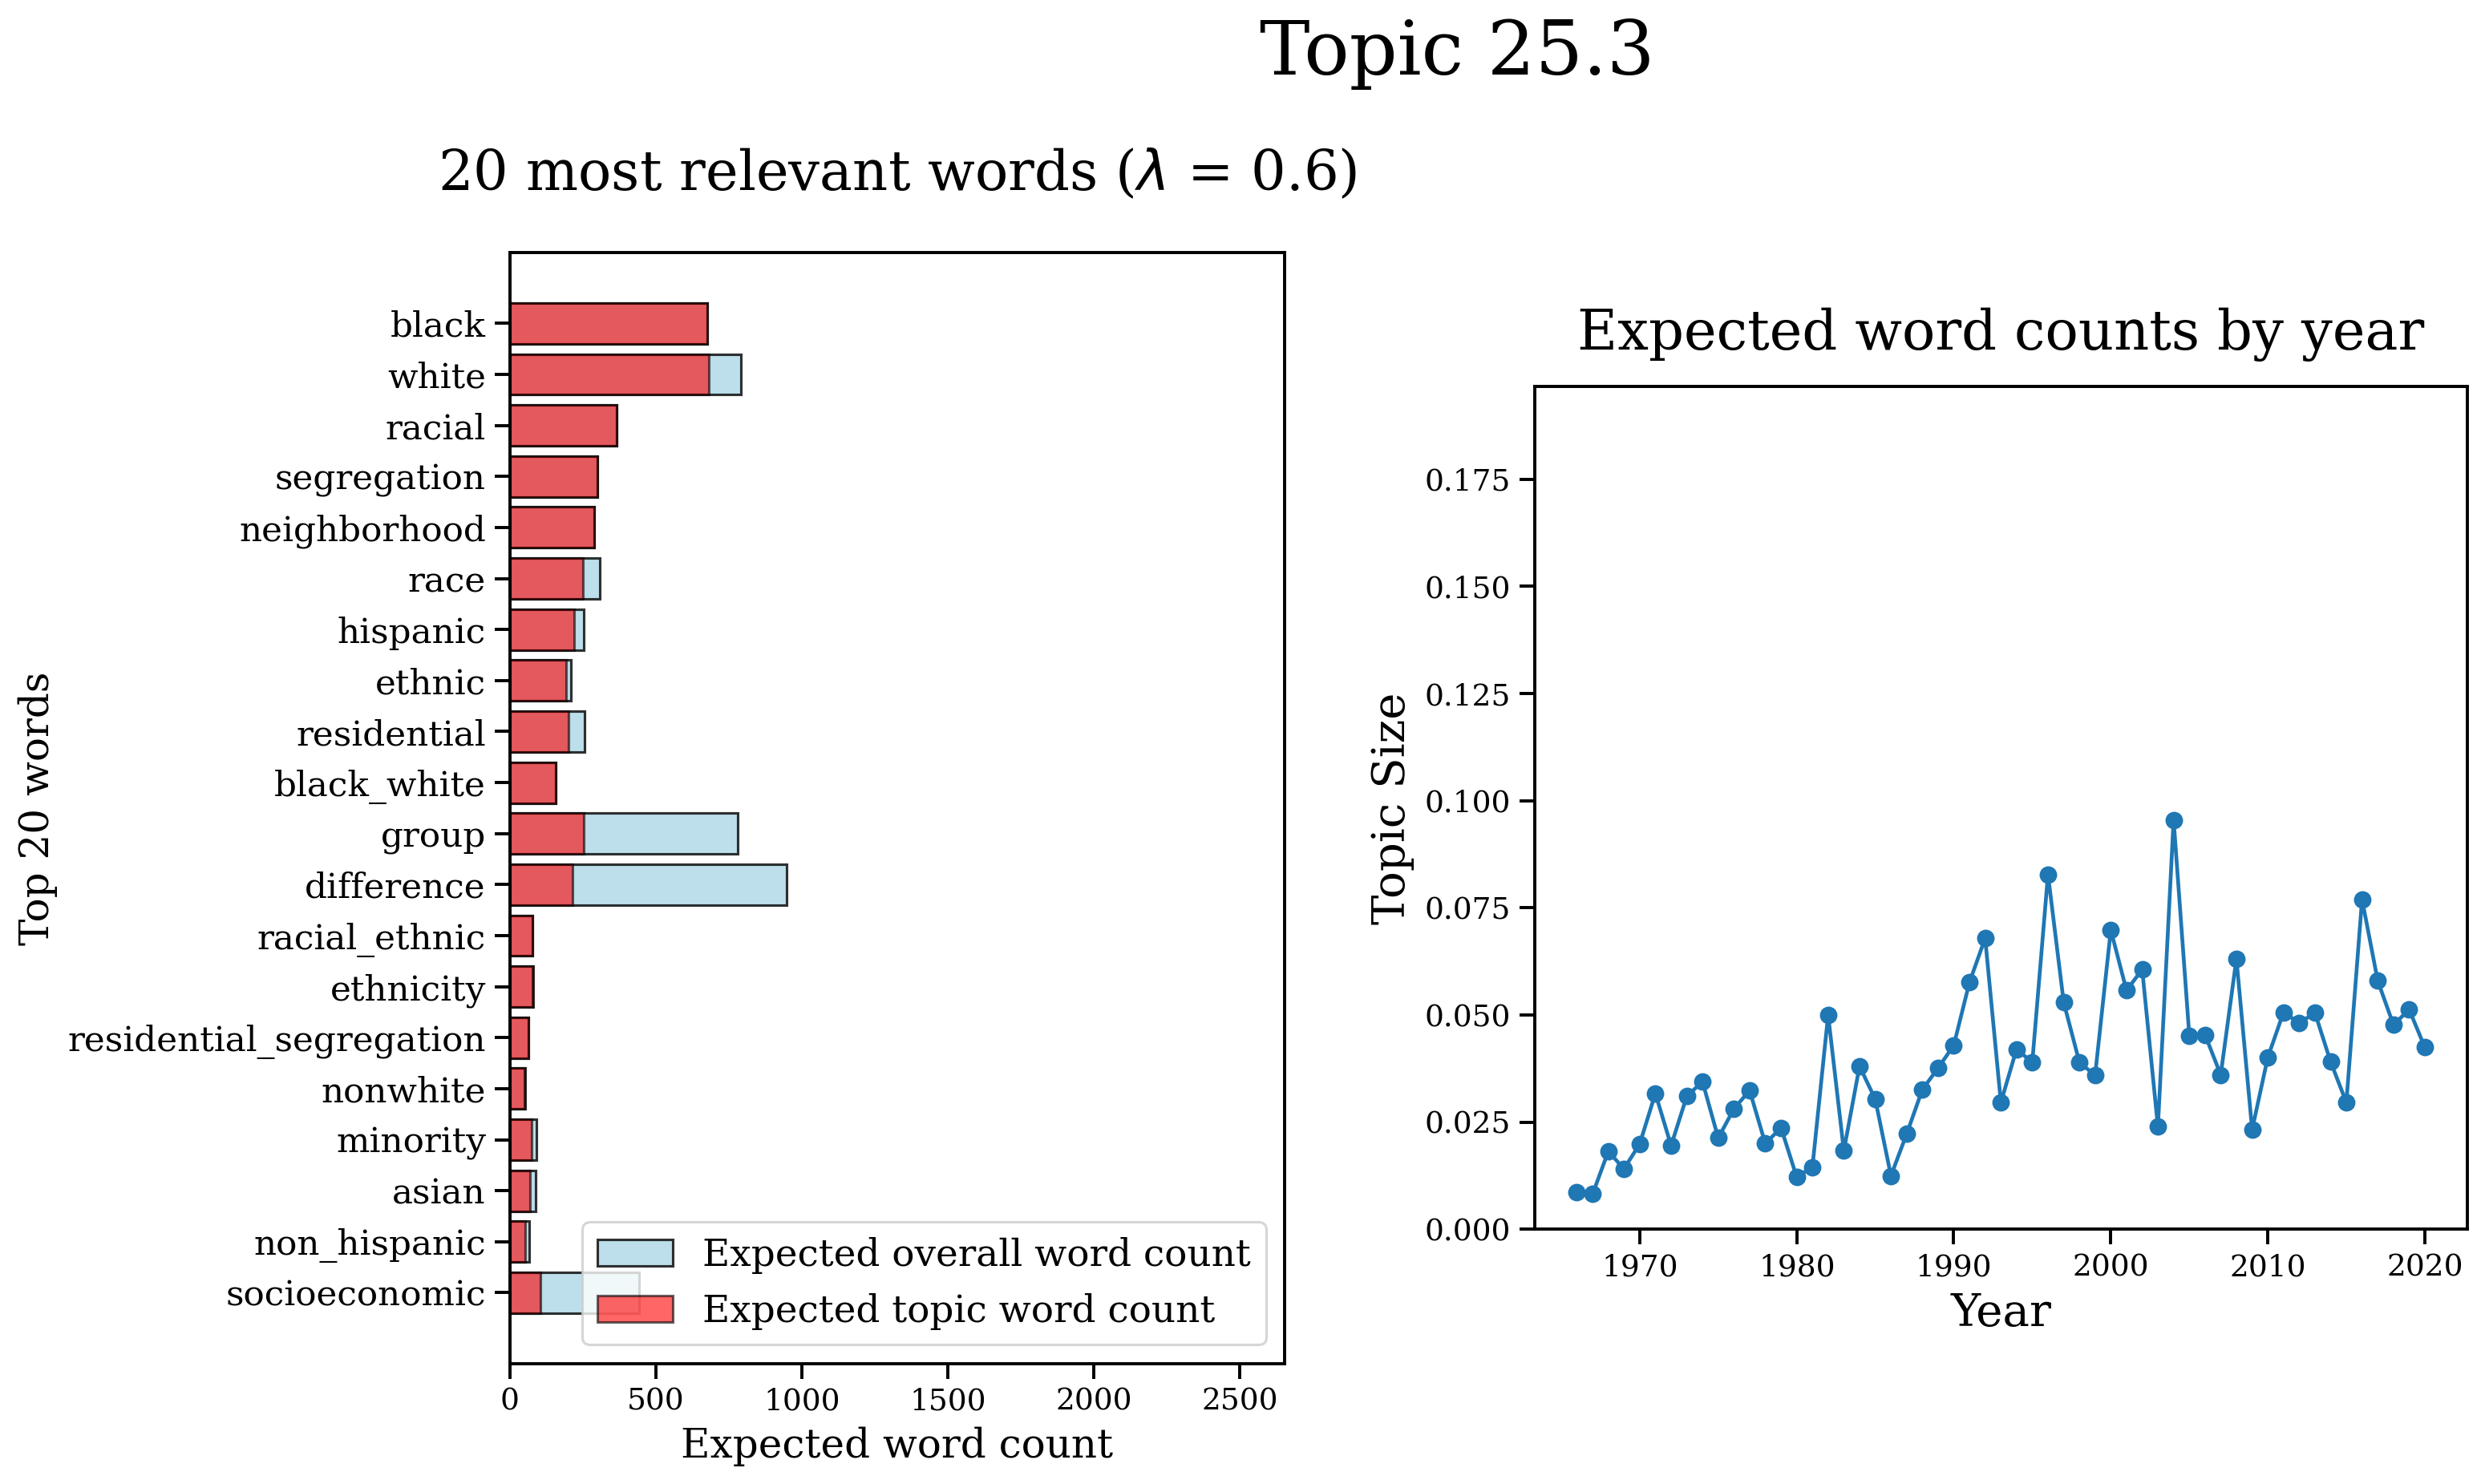 Topic 25.3
20 most relevant words (λ = 0.6)
Top 20 words
black
white
racial
segregation
neighborhood
race
hispanic
ethnic
residential
black_white
group
difference
racial_ethnic
ethnicity
residential_segregation
nonwhite
minority
asian
non_hispanic
socioeconomic
Expected overall word count
Expected topic word count
0 500 1000 1500 2000 2500
Expected word count
Expected word counts by year
Topic Size
0.175
0.150
0.125
0.100
0.075
0.050
0.025
0.000
1970 1980 1990 2000 2010 2020
Year